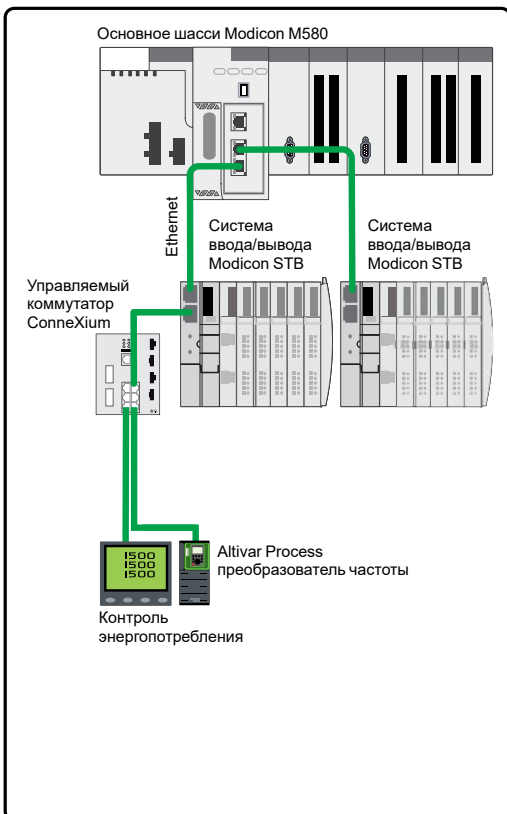 Основное шасси Modicon M580
Ethernet
Система
ввода/вывода
Modicon STB
Система
ввода/вывода
Modicon STB
Управляемый
коммутатор
ConneXium
1500
1500
1500
Altivar Process
преобразователь частоты
Контроль
энергопотребления